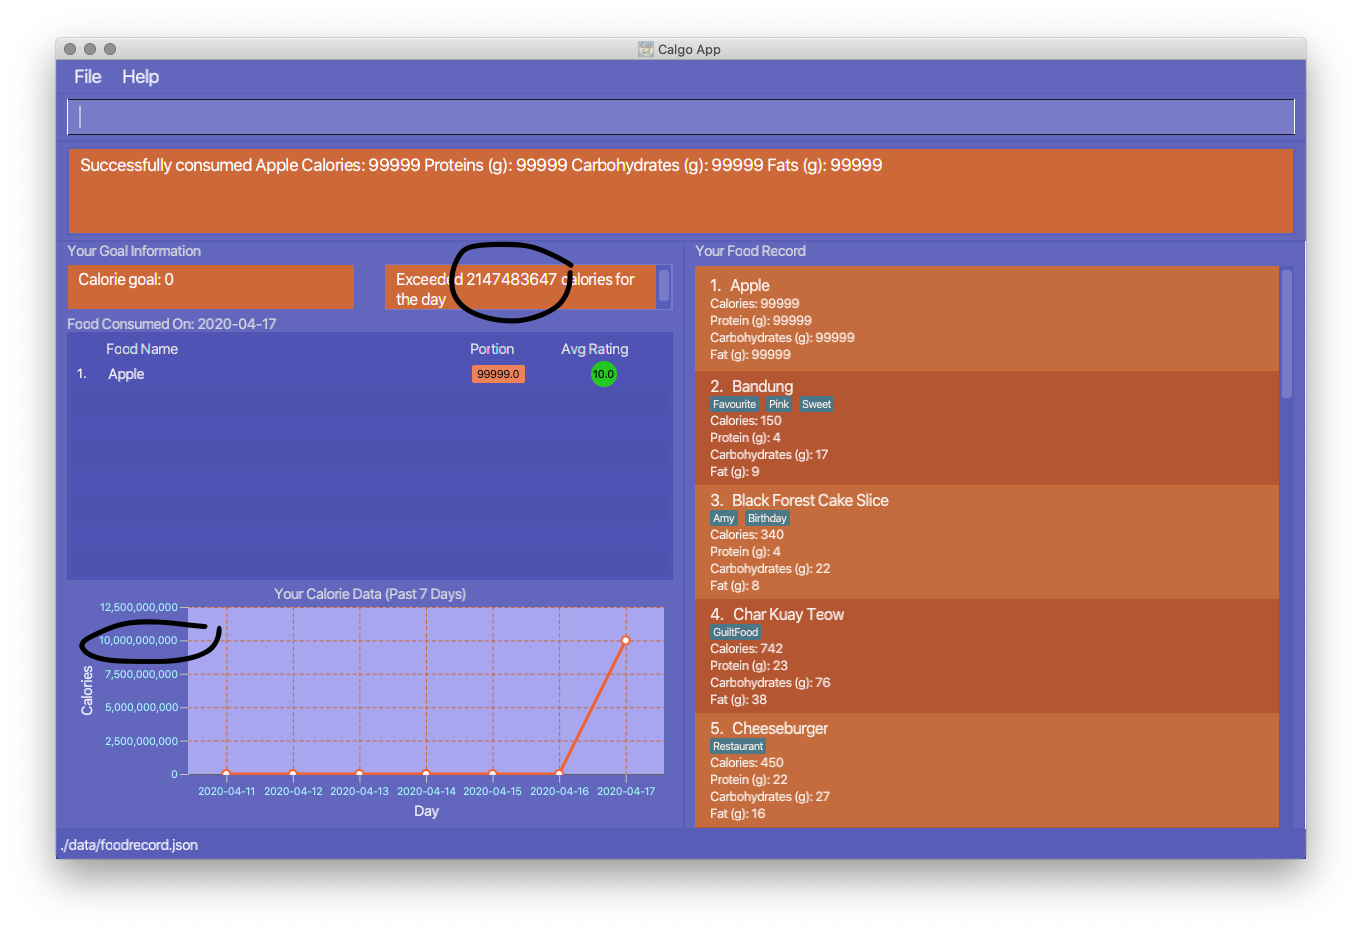 Calgo App
File Help
Successfully consumed Apple Calories: 99999 Proteins (g): 99999 Carbohydrates (g): 99999 Fats (g): 99999
Your Goal Information
Calorie goal: 0
Exceeded 2147483647 calories for
the day
Food Consumed On: 2020-04-17
Food Name Portion Avg Rating
1. Apple 99999.0 10.0
Your Calorie Data (Past 7 Days)
12,500,000,000
10,000,000,000
7,500,000,000
5,000,000,000
2,500,000,000
0
Calories
2020-04-11 2020-04-12 2020-04-13 2020-04-14 2020-04-15 2020-04-16 2020-04-17
Day
Your Food Record
1. Apple
Calories: 99999
Protein (g): 99999
Carbohydrates (g): 99999
Fat (g): 99999
2. Bandung
Favourite Pink Sweet
Calories: 150
Protein (g): 4
Carbohydrates (g): 17
Fat (g): 9
3. Black Forest Cake Slice
Amy Birthday
Calories: 340
Protein (g): 4
Carbohydrates (g): 22
Fat (g): 8
4. Char Kuay Teow
GuiltFood
Calories: 742
Protein (g): 23
Carbohydrates (g): 76
Fat (g): 38
5. Cheeseburger
Restaurant
Calories: 450
Protein (g): 22
Carbohydrates (g): 27
Fat (g): 16
./data/foodrecord.json